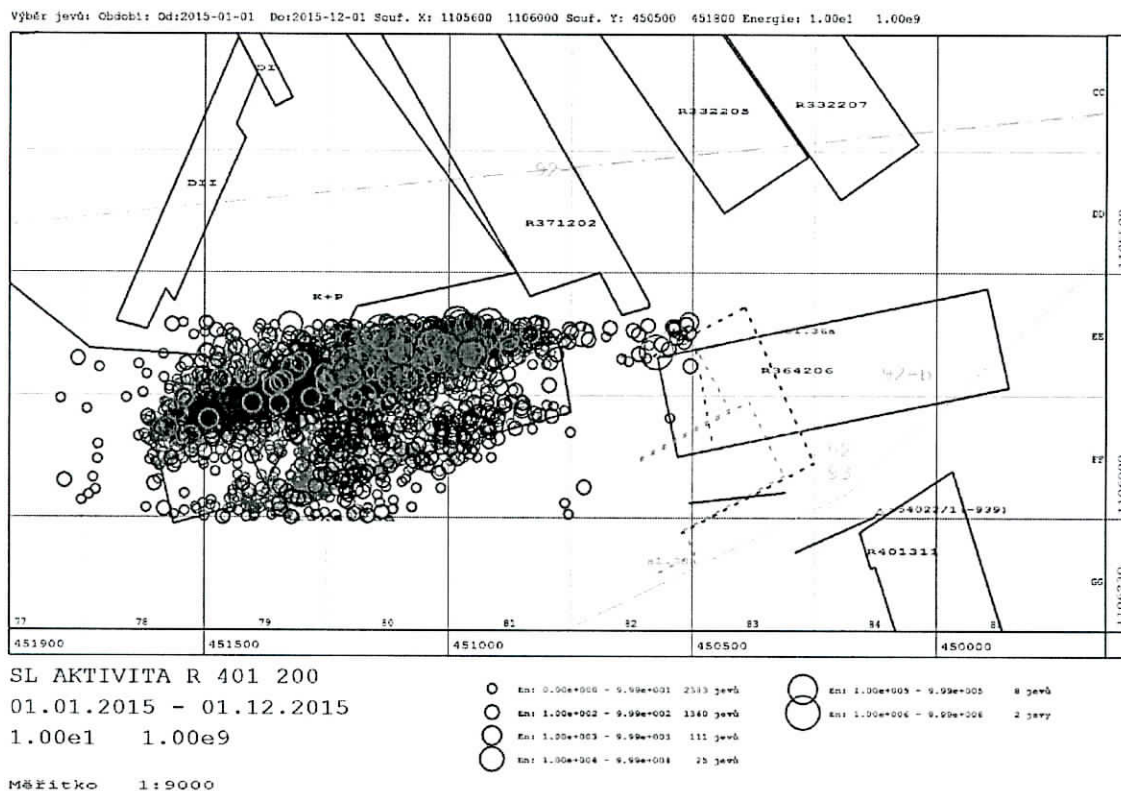 Výběr jevů: Období: Od:2015-01-01 Do:2015-12-01 Souř. X: 1105600 1106000 Souř. Y: 450500 451800 Energie: 1.00e1 1.00e9
DI
R332205
R332207
CC
DII
R371202
DD
K+P
EE
R364206
42-b
FF
R401311
GG
77 78 79 80 81 82 83 84
451900 451500 451000 450500 450000
SL AKTIVITA R 401 200
01.01.2015 - 01.12.2015
1.00e1 1.00e9
Měřítko 1:9000
En: 0.00e+000 - 9.99e+001
En: 1.00e+002 - 9.99e+002 1340 jevů
En: 1.00e+003 - 9.99e+003 111 jevů
En: 1.00e+004 - 9.99e+004 25 jevů
En: 1.00e+005 - 9.99e+005 8 jevů
En: 1.00e+006 - 9.99e+006 2 jevy